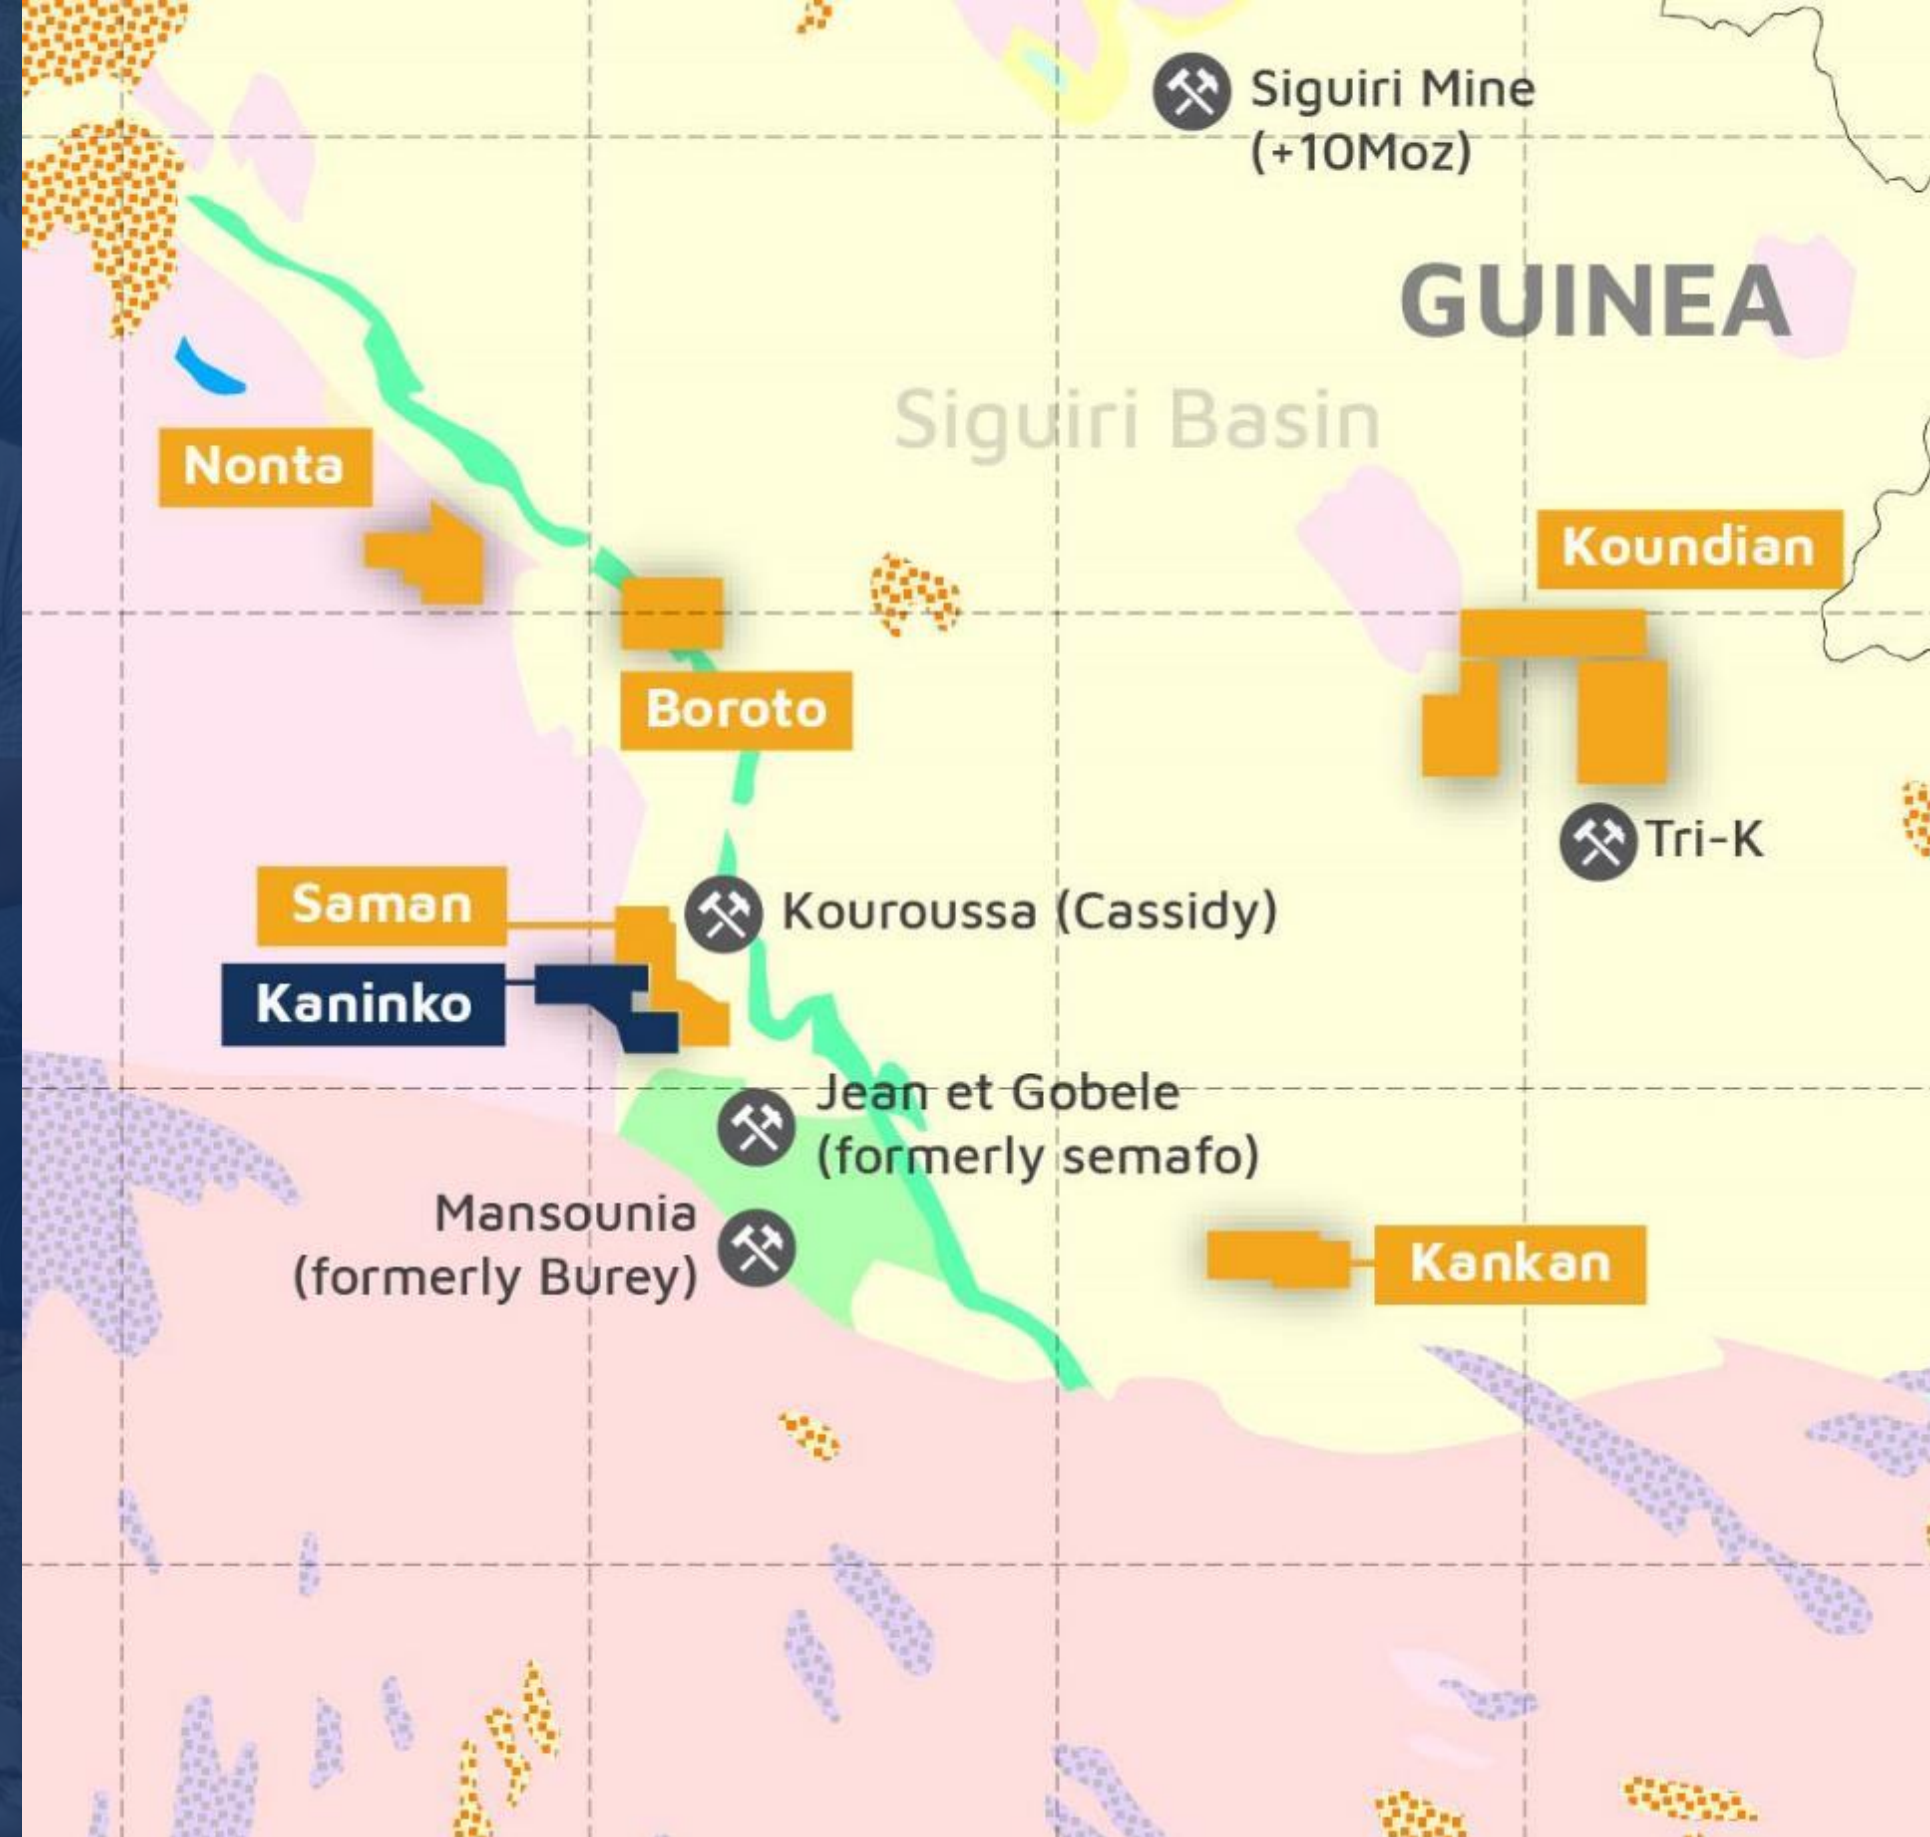 Siguiri Mine
(+10Moz)
GUINEA
Siguiri Basin
Nonta
Koundian
Boroto
Tri-K
Saman
Kouroussa (Cassidy)
Kaninko
Jean et Gobele
(formerly semafo)
Mansounia
(formerly Burey)
Kankan